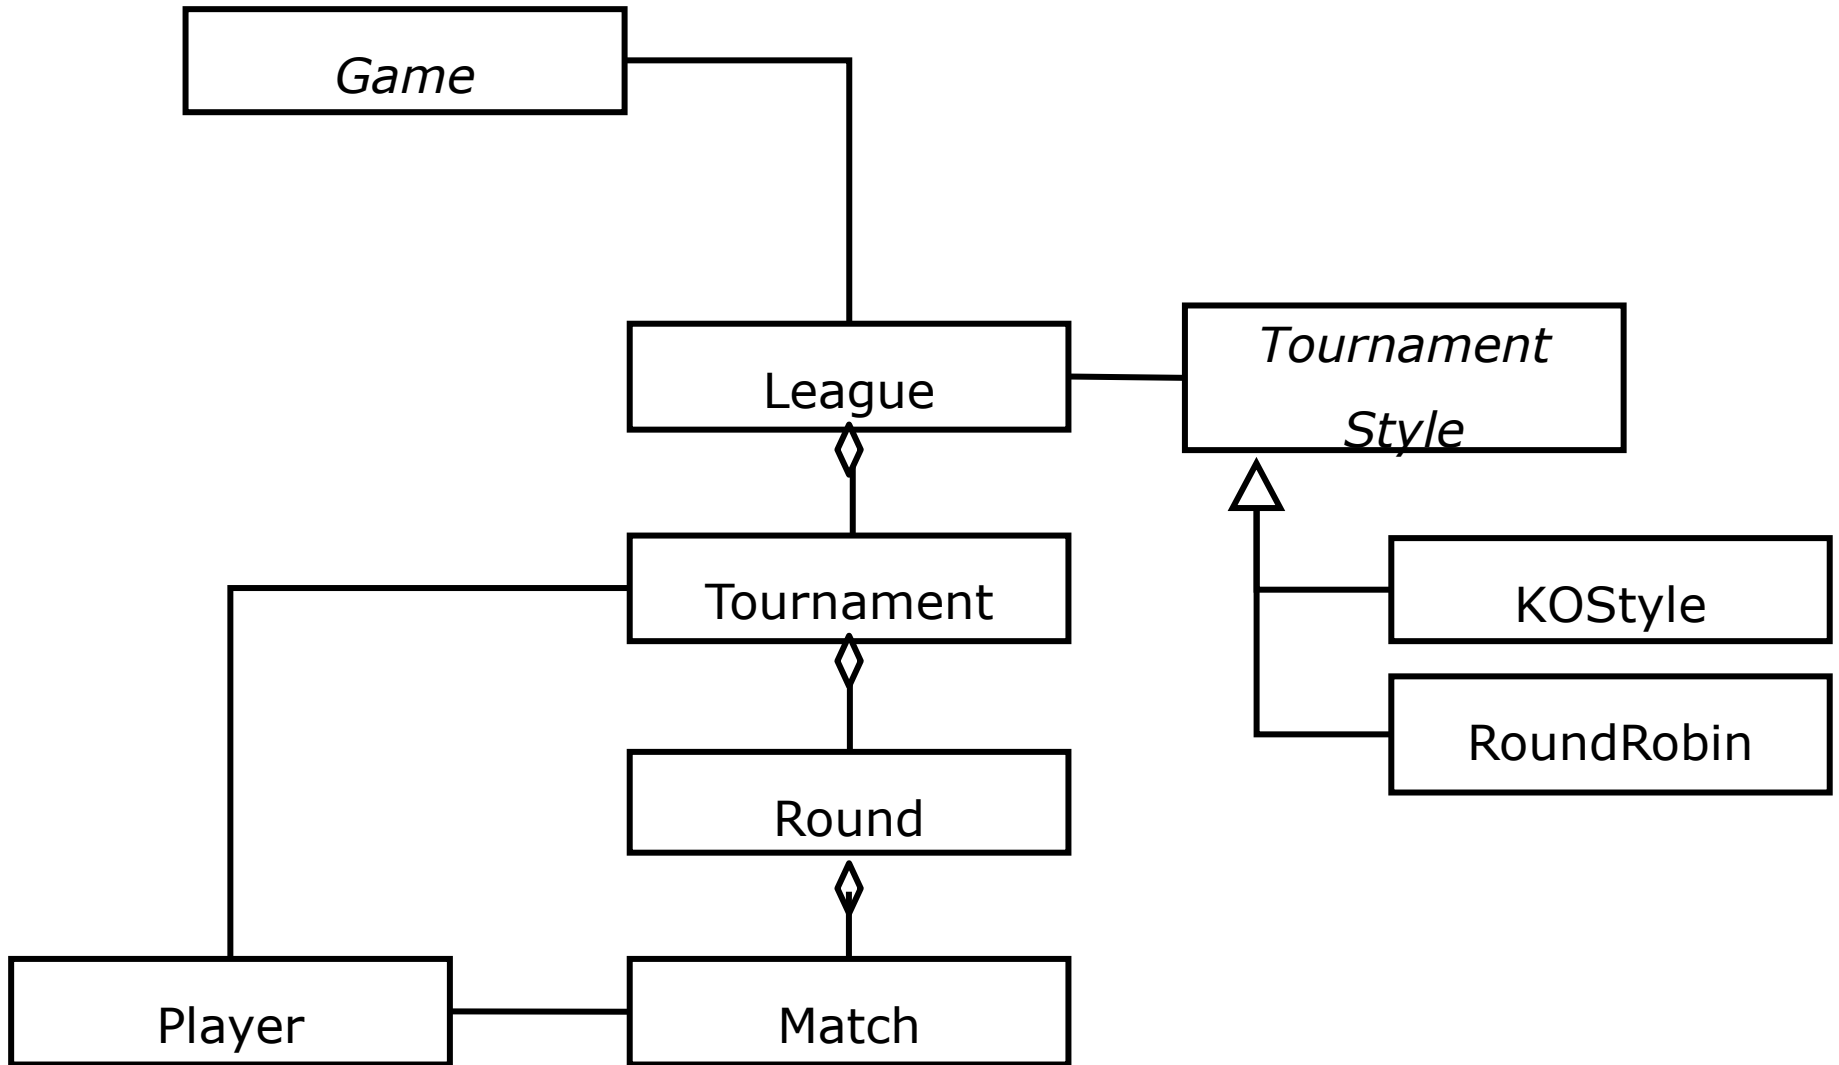 Game
League
Tournament
Style
Tournament
KOStyle
RoundRobin
Round
Player
Match